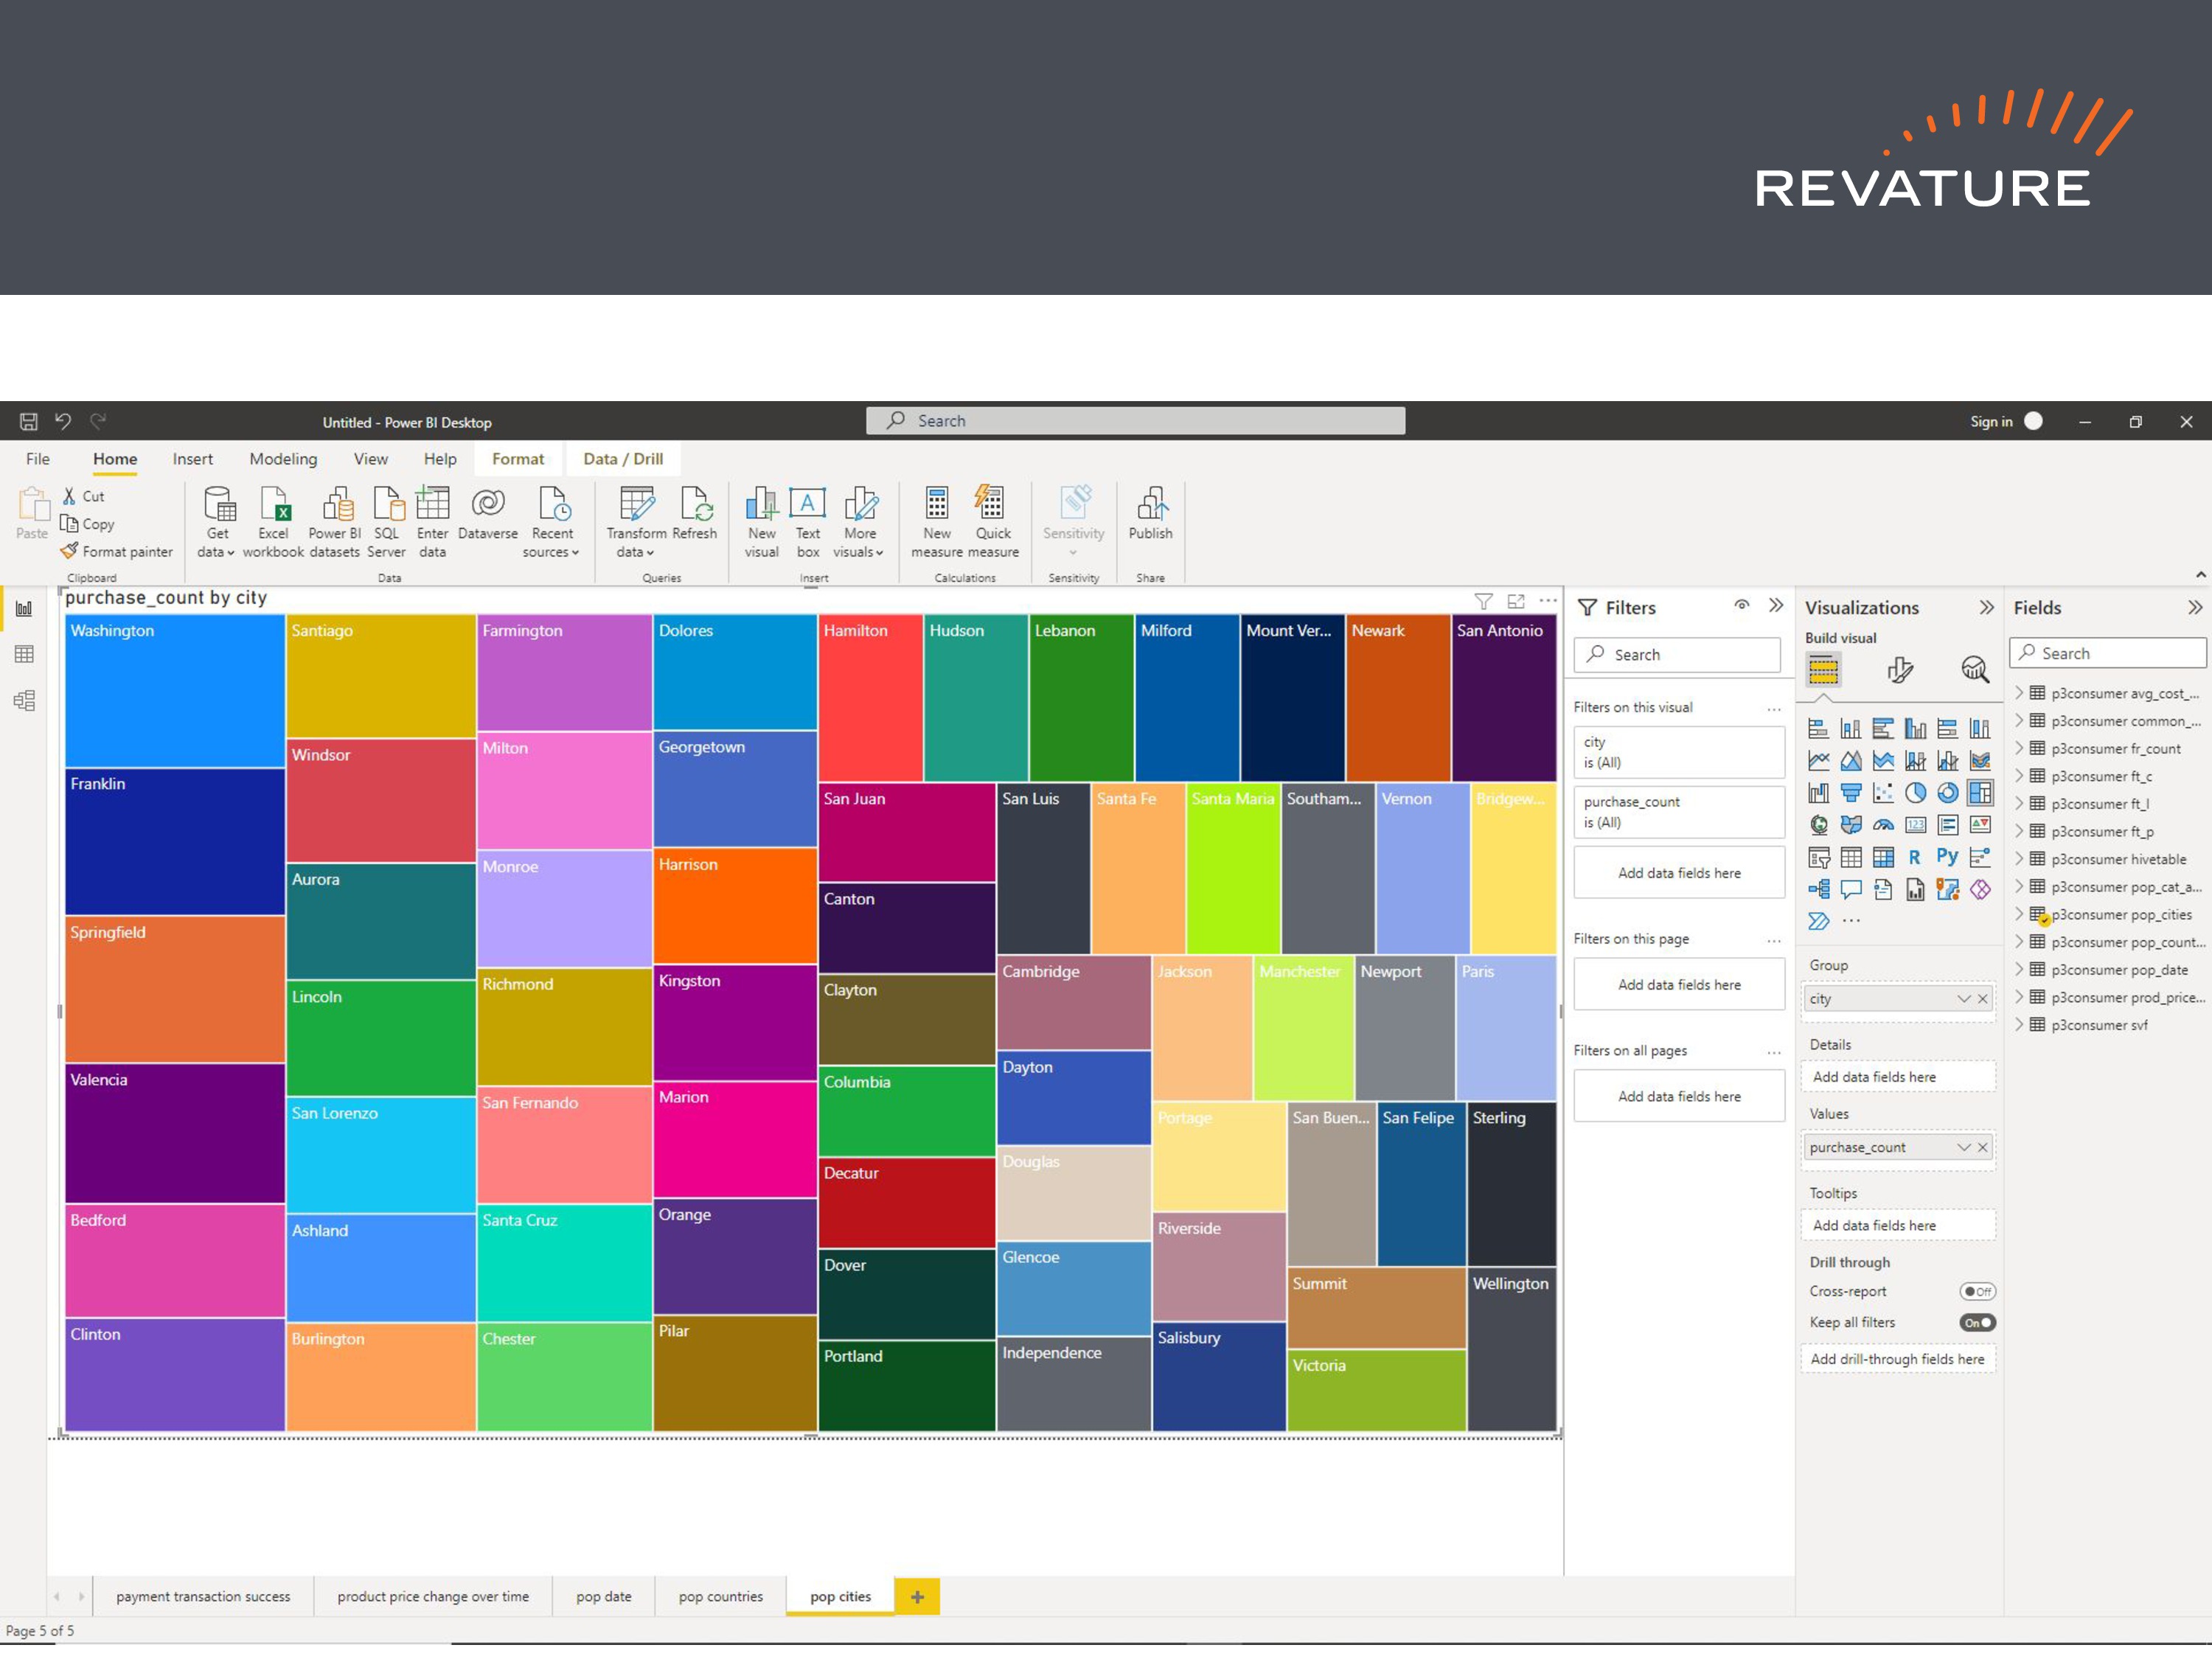 REVATURE
Untitled - Power BI Desktop
Search
Sign in
File Home Insert Modeling View Help Format Data / Drill
Paste
Cut
Copy
Format painter
Clipboard
Get data
Excel workbook
Power BI datasets
SQL Server
Enter data
Dataverse
Recent sources
Data
Transform data
Refresh
Queries
New visual
Text box
More visuals
Insert
New measure
Quick measure
Calculations
Sensitivity
Sensitivity
Publish
Share
purchase_count by city
Washington
Franklin
Springfield
Valencia
Bedford
Clinton
Santiago
Windsor
Aurora
Lincoln
San Lorenzo
Ashland
Burlington
Farmington
Milton
Monroe
Richmond
San Fernando
Santa Cruz
Chester
Dolores
Georgetown
Harrison
Kingston
Marion
Orange
Pilar
Hamilton
Hudson
Lebanon
Milford
Mount Ver...
Newark
San Antonio
San Juan
Canton
Clayton
Columbia
Decatur
Dover
Portland
San Luis
Santa Fe
Santa Maria
Southam...
Vernon
Bridgew...
Cambridge
Dayton
Douglas
Glencoe
Independence
Jackson
Manchester
Newport
Paris
Portage
Riverside
Salisbury
San Buen...
San Felipe
Sterling
Summit
Victoria
Wellington
Filters
Search
Filters on this visual ...
city
is (All)
purchase_count
is (All)
Add data fields here
Filters on this page ...
Add data fields here
Filters on all pages ...
Add data fields here
Visualizations
Build visual
123
R
Py
...
Group
city
Details
Add data fields here
Values
purchase_count
Tooltips
Add data fields here
Drill through
Cross-report Off
Keep all filters On
Add drill-through fields here
Fields
Search
p3consumer avg_cost_...
p3consumer common_...
p3consumer fr_count
p3consumer ft_c
p3consumer ft_l
p3consumer ft_p
p3consumer hivetable
p3consumer pop_cat_a...
p3consumer pop_cities
p3consumer pop_count...
p3consumer pop_date
p3consumer prod_price...
p3consumer svf
payment transaction success
product price change over time
pop date
pop countries
pop cities
+
Page 5 of 5